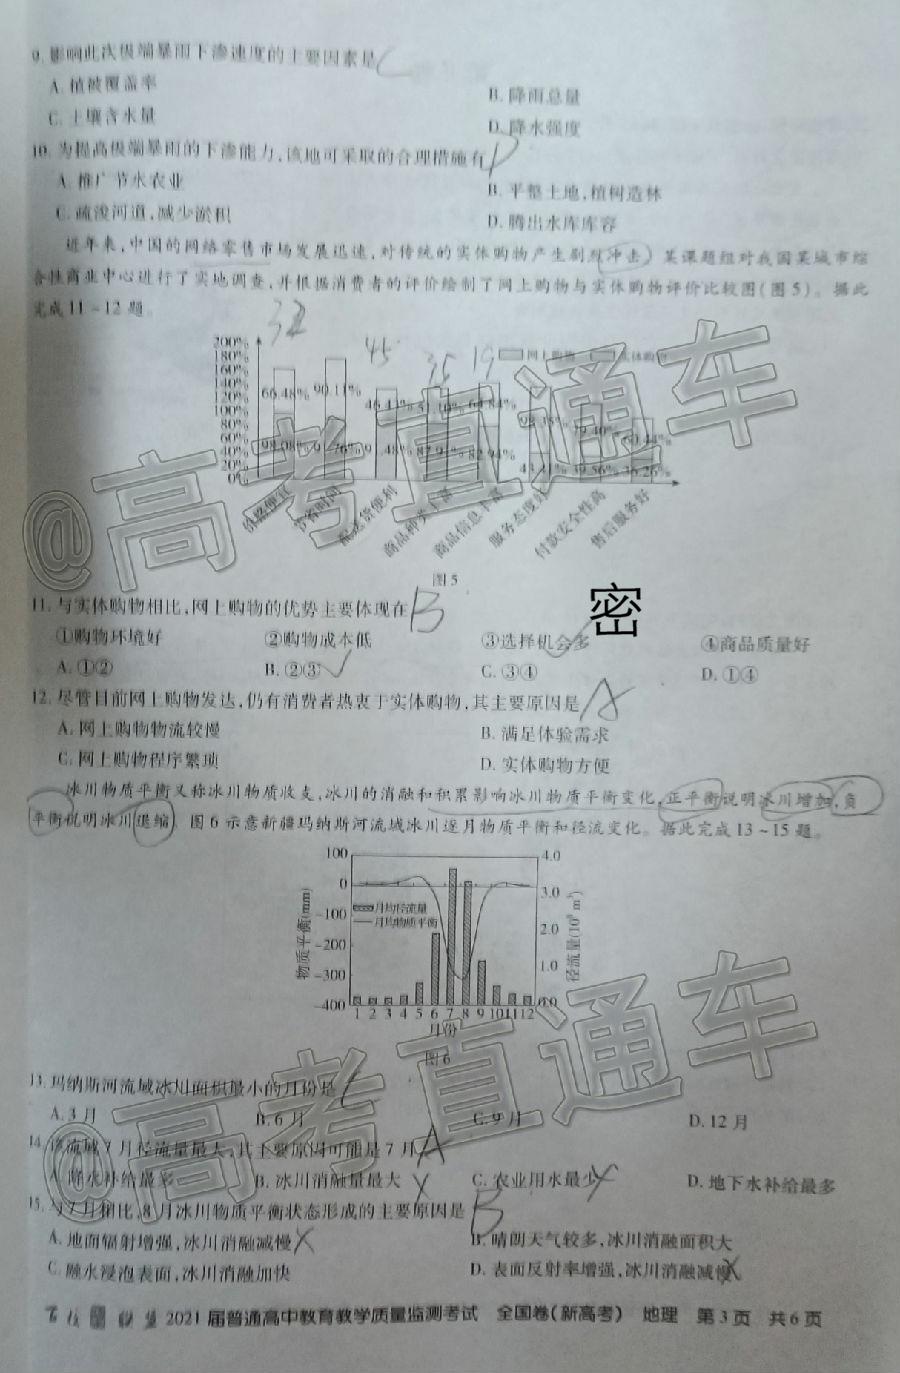 9. 影响此次极端暴雨下渗速度的主要因素是 C
A. 植被覆盖率
B. 降雨总量
C. 土壤含水量
D. 降水强度
10. 为提高极端暴雨的下渗能力,该地可采取的合理措施有 D
A. 推广节水农业
B. 平整土地,植树造林
C. 疏浚河道,减少淤积
D. 腾出水库库容
近年来,中国的网络零售市场发展迅速,对传统的实体购物产生剧烈冲击。某课题组对我国某城市综
合性商业中心进行了实地调查,并根据消费者的评价绘制了网上购物与实体购物评价比较图(图5)。据此
完成11~12题。
32
45
35
19
网上购物 实体购物
200%
180%
160%
140%
120%
100%
80%
60%
40%
20%
0%
66.48% 90.11%
98.08%
87.91% 82.94%
39.56% 36.26%
价格便宜
节省时间
配送货便利
商品种类丰富
商品信息丰富
服务态度好
付款安全性高
售后服务好
图5
密
11. 与实体购物相比,网上购物的优势主要体现在 B
①购物环境好 ②购物成本低 ③选择机会多 ④商品质量好
A. ①② B. ②③ C. ③④ D. ①④
12. 尽管目前网上购物发达,仍有消费者热衷于实体购物,其主要原因是 A
A. 网上购物物流较慢
B. 满足体验需求
C. 网上购物程序繁琐
D. 实体购物方便
冰川物质平衡又称冰川物质收支,冰川的消融和积累影响冰川物质平衡变化,正平衡说明冰川增加,负
平衡说明冰川退缩。图6示意新疆玛纳斯河流域冰川逐月物质平衡和径流变化。据此完成13~15题。
100
0
-100
-200
-300
-400
物质平衡(mm)
月均径流量
月均物质平衡
4.0
3.0
2.0
1.0
0.0
1 2 3 4 5 6 7 8 9 10 11 12
月份
图6
13. 玛纳斯河流域冰川面积最小的月份是 C
A. 3月 B. 6月 C. 9月 D. 12月
14. 该流域7月径流量最大,其主要原因可能是7月 A
A. 降水补给最多 B. 冰川消融量最大 C. 农业用水最少 D. 地下水补给最多
15. 与7月相比,8月冰川物质平衡状态形成的主要原因是 B
A. 地面辐射增强,冰川消融减慢
B. 晴朗天气较多,冰川消融面积大
C. 融水浸泡表面,冰川消融加快
D. 表面反射率增强,冰川消融减慢
2021届普通高中教育教学质量监测考试 全国卷(新高考) 地理 第3页 共6页
@高考直通车
@高考直通车